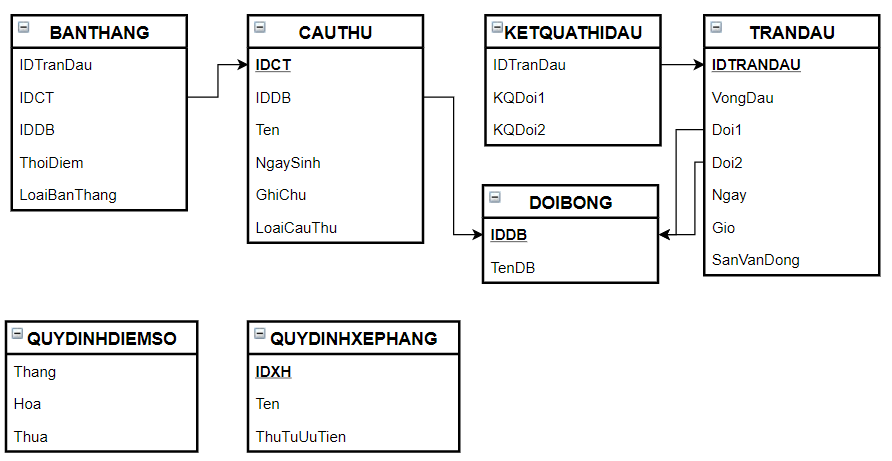 BANTHANG
IDTranDau
IDCT
IDDB
ThoiDiem
LoaiBanThang
CAUTHU
IDCT
IDDB
Ten
NgaySinh
GhiChu
LoaiCauThu
KETQUATHIDAU
IDTranDau
KQDoi1
KQDoi2
TRANDAU
IDTRANDAU
VongDau
Doi1
Doi2
Ngay
Gio
SanVanDong
DOIBONG
IDDB
TenDB
QUYDINHDIEMSO
Thang
Hoa
Thua
QUYDINHXEPHANG
IDXH
Ten
ThuTuUuTien